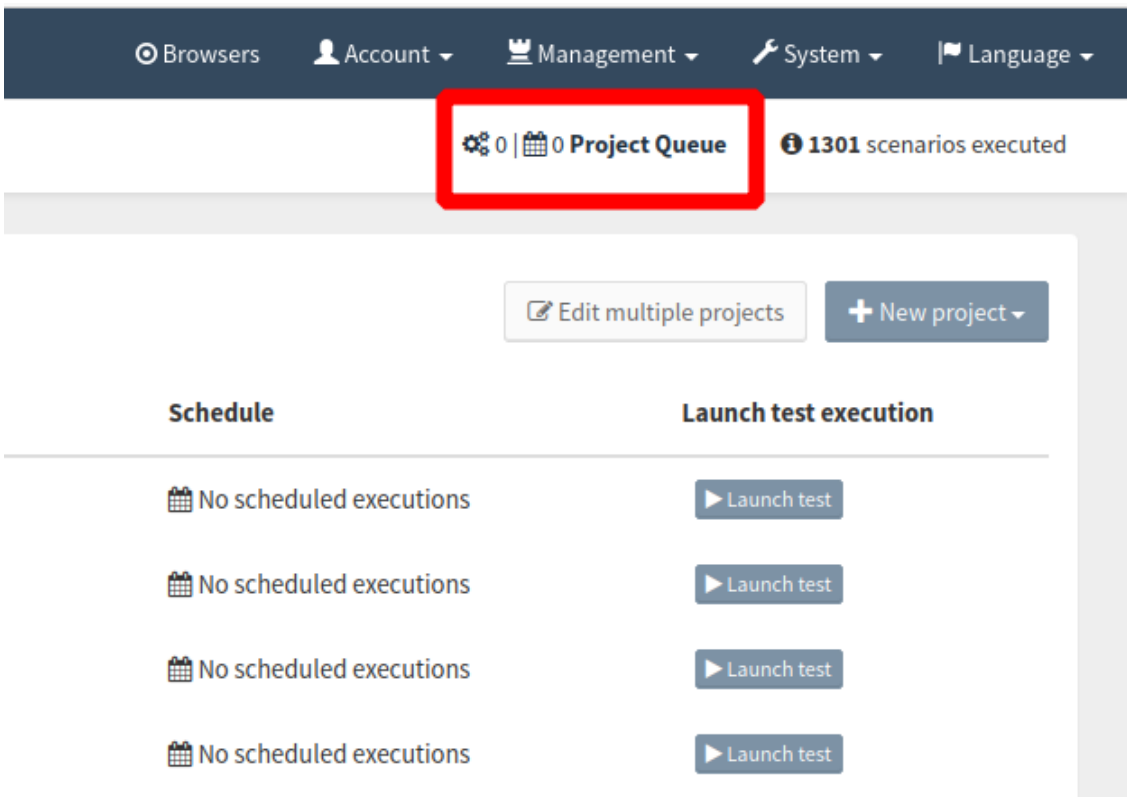 Browsers Account Management System Language
0 | 0 Project Queue 1301 scenarios executed
Edit multiple projects New project
Schedule Launch test execution
No scheduled executions Launch test
No scheduled executions Launch test
No scheduled executions Launch test
No scheduled executions Launch test